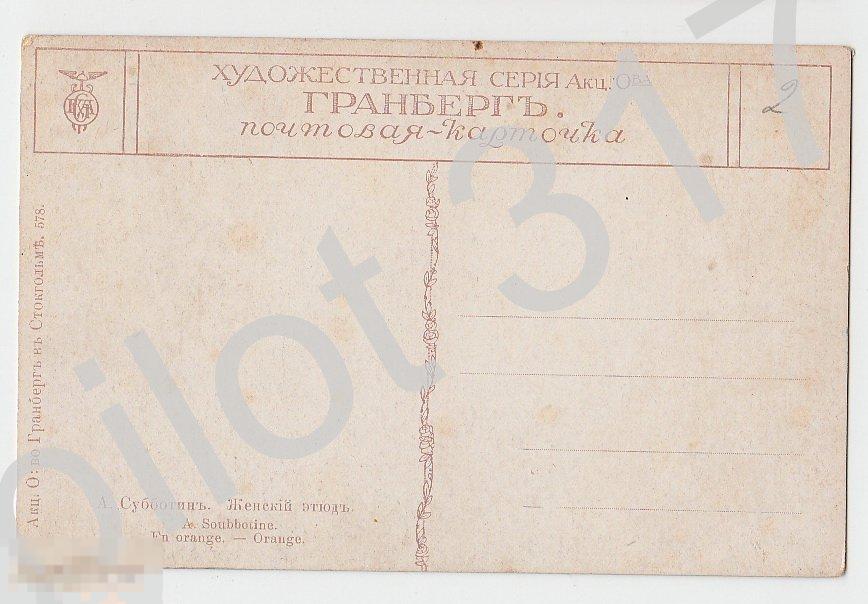 ХУДОЖЕСТВЕННАЯ СЕРІЯ Акц. О-ва
ГРАНБЕРГЪ.
почтовая-карточка
2
Акц. О:во Гранбергъ въ Стокгольмѣ. 578.
А. Субботинъ. Женскій этюдъ.
A. Soubbotine.
En orange. — Orange.
pilot 317